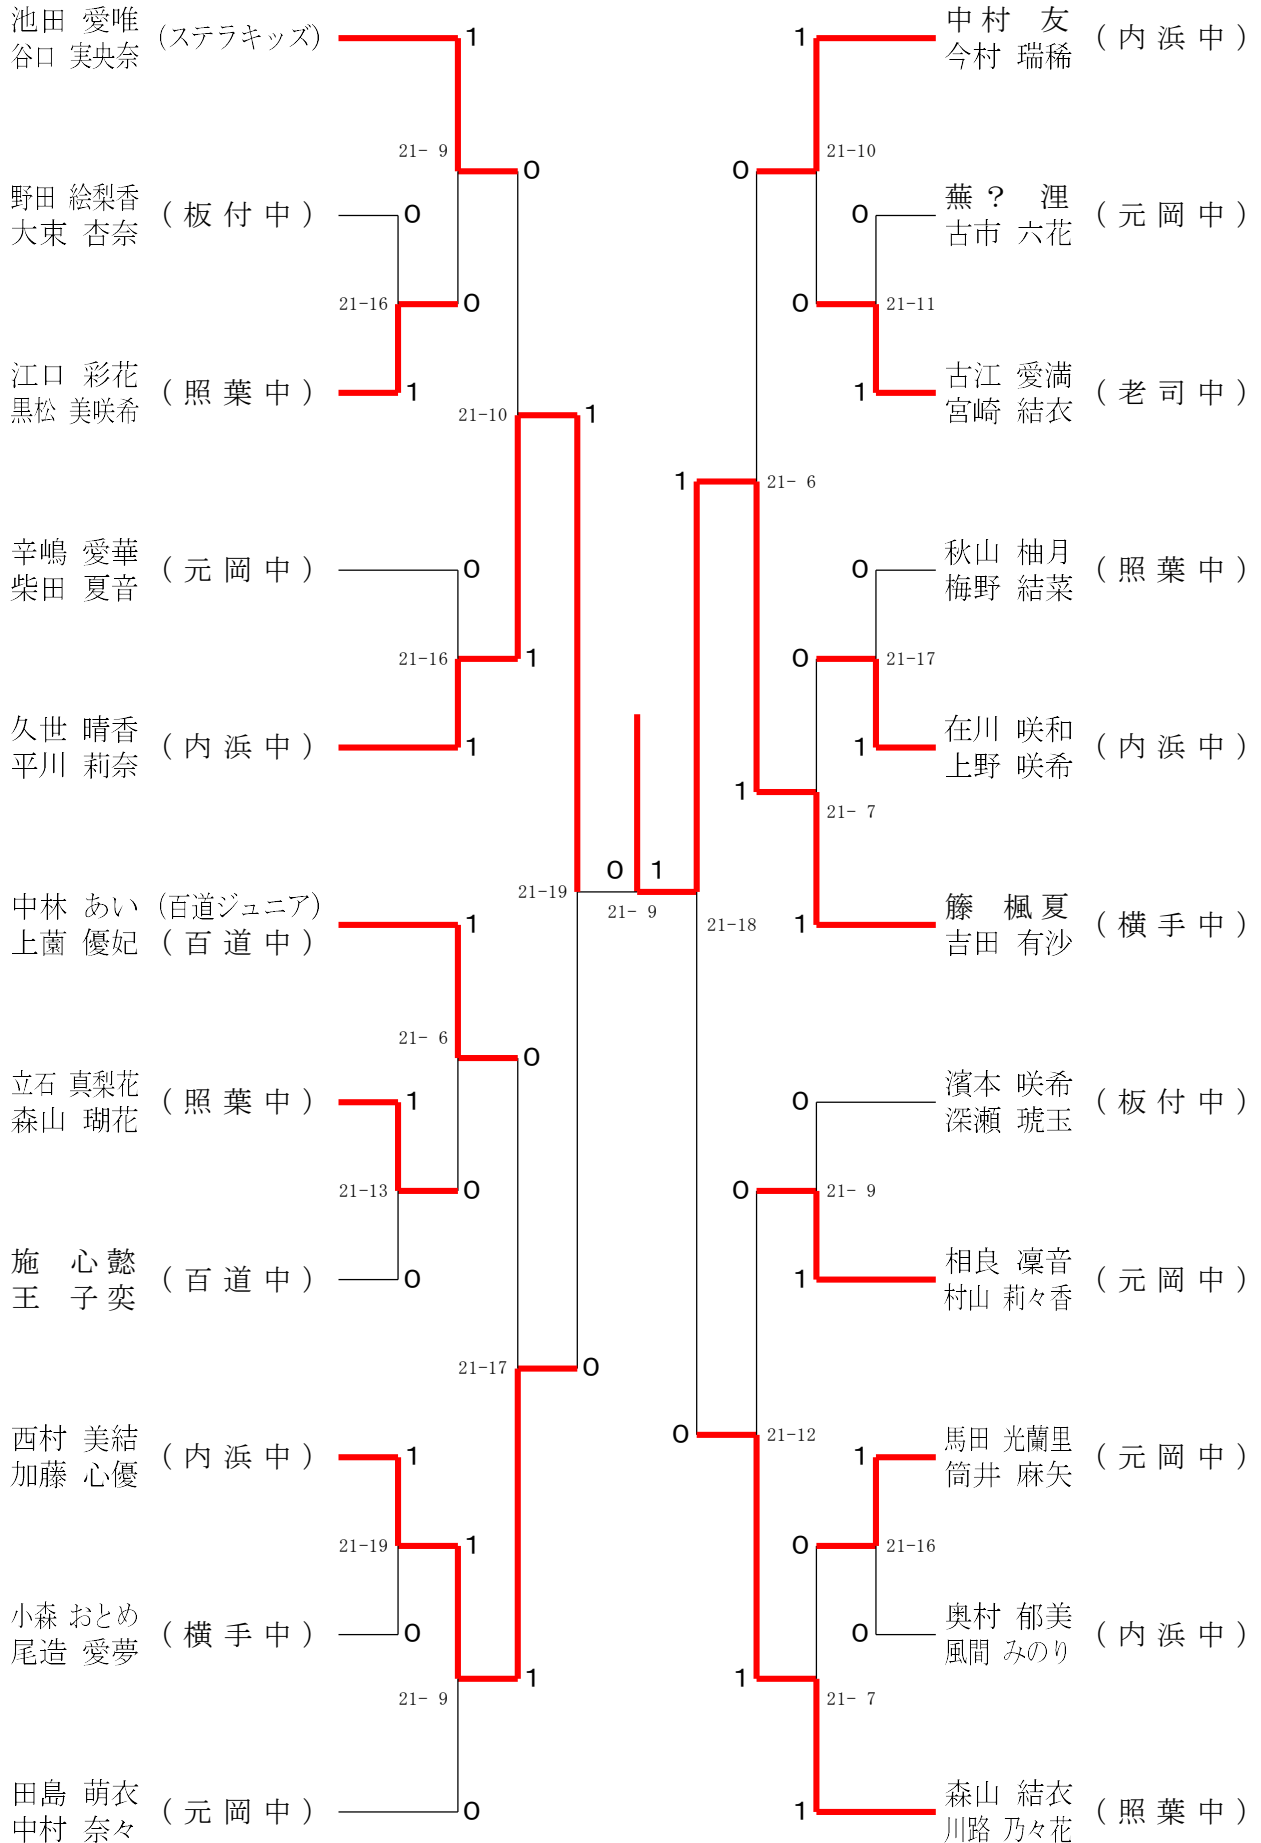 池田 愛唯 (ステラキッズ)
谷口 実央奈
1
21- 9
0
野田 絵梨香 (板付中)
大束 杏奈
0
21-16
0
江口 彩花 (照葉中)
黒松 美咲希
1
21-10
1
辛嶋 愛華 (元岡中)
柴田 夏音
0
21-16
1
久世 晴香 (内浜中)
平川 莉奈
1
21-19
0
中林 あい (百道ジュニア)
上薗 優妃 (百道中)
1
21- 6
0
立石 真梨花 (照葉中)
森山 瑚花
1
21-13
0
施 心懿 (百道中)
王 子奕
0
21-17
0
西村 美結 (内浜中)
加藤 心優
1
21-19
1
小森 おとめ (横手中)
尾造 愛夢
0
21- 9
1
田島 萌衣 (元岡中)
中村 奈々
0
21- 9
1
中村 友 (内浜中)
今村 瑞稀
1
21-10
0
蕪？ 浬 (元岡中)
古市 六花
0
21-11
0
古江 愛満 (老司中)
宮崎 結衣
1
21- 6
1
秋山 柚月 (照葉中)
梅野 結菜
0
21-17
0
在川 咲和 (内浜中)
上野 咲希
1
21- 7
1
籐 楓夏 (横手中)
吉田 有沙
1
21-18
濱本 咲希 (板付中)
深瀬 琥玉
0
21- 9
0
相良 凜音 (元岡中)
村山 莉々香
1
21-12
0
馬田 光蘭里 (元岡中)
筒井 麻矢
1
21-16
0
奥村 郁美 (内浜中)
風間 みのり
0
21- 7
1
森山 結衣 (照葉中)
川路 乃々花
1